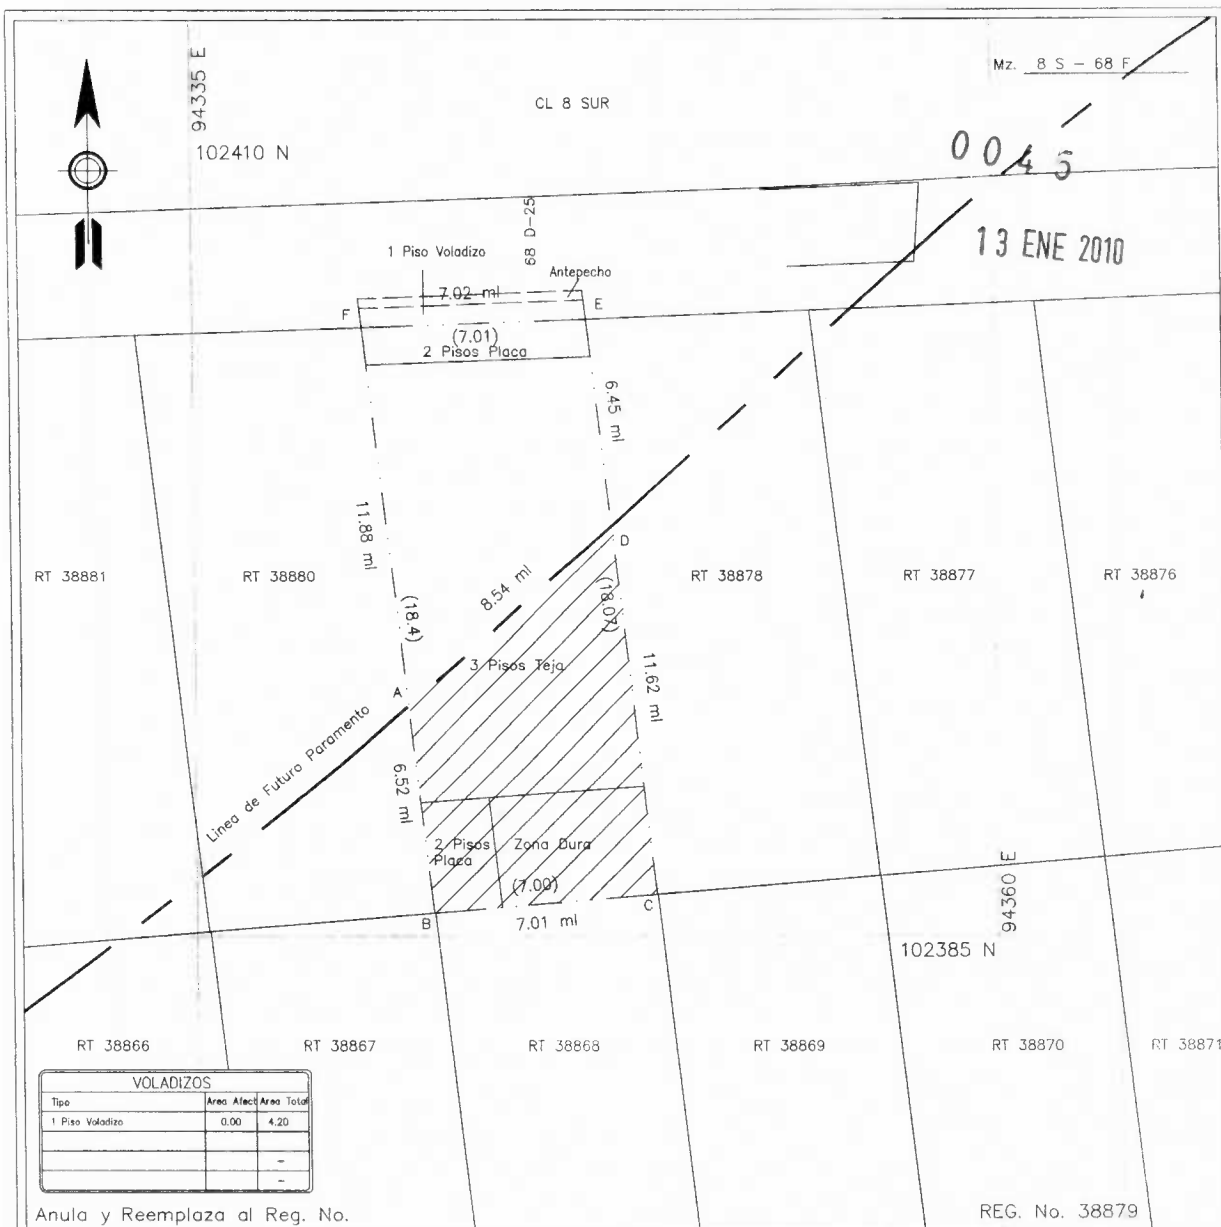 Mz. 8 S - 68 F
94335 E
CL 8 SUR
102410 N
0045
13 ENE 2010
68 D-25
1 Piso Voladizo
Antepecho
7.02 ml
F
E
(7.01)
2 Pisos Placa
6.45 ml
11.88 ml
D
RT 38881
RT 38880
RT 38878
RT 38877
RT 38876
8.54 ml
(18.4)
(18.07)
3 Pisos Teja
11.62 ml
A
Linea de Futuro Paramento
6.52 ml
2 Pisos
Placa
Zona Dura
(7.00)
B
C
7.01 ml
94360 E
102385 N
RT 38866
RT 38867
RT 38868
RT 38869
RT 38870
RT 38871
VOLADIZOS
Tipo Area Afect Area Total
1 Piso Voladizo 0.00 4.20
-
-
Anula y Reemplaza al Reg. No.
REG. No. 38879